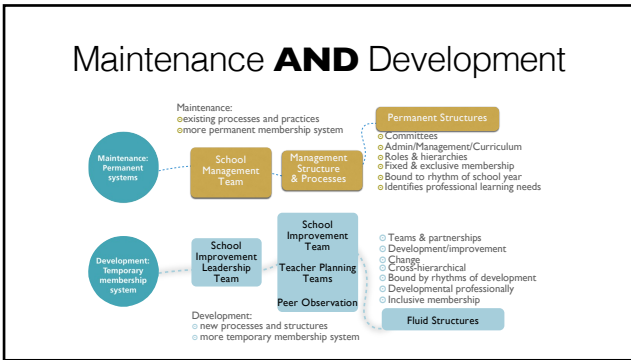 Maintenance AND Development
Maintenance:
existing processes and practices
more permanent membership system
Permanent Structures
Maintenance:
Permanent
systems
School
Management
Team
Management
Structure
& Processes
Committees
Admin/Management/Curriculum
Roles & hierarchies
Fixed & exclusive membership
Bound to rhythm of school year
Identifies professional learning needs
Development:
Temporary
membership
system
School
Improvement
Leadership
Team
School
Improvement
Team
Teacher Planning
Teams
Peer Observation
Teams & partnerships
Development/improvement
Change
Cross-hierarchical
Bound by rhythms of development
Developmental professionally
Inclusive membership
Fluid Structures
Development:
new processes and structures
more temporary membership system